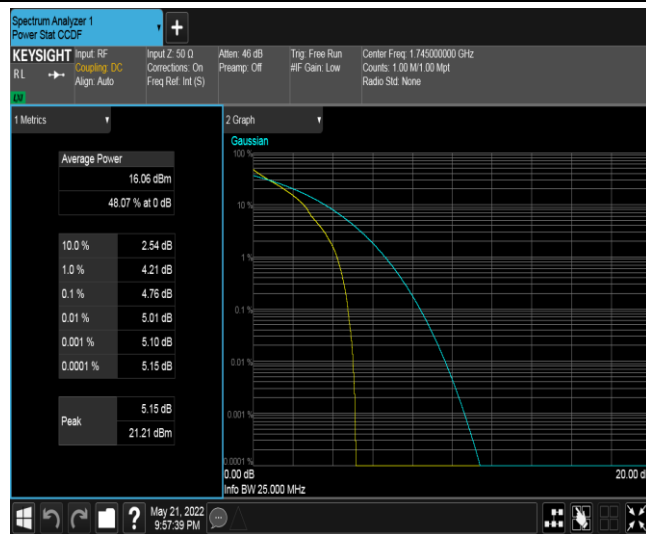 Spectrum Analyzer 1
Power Stat CCDF
+
KEYSIGHT
RL
LXI
Input: RF
Coupling: DC
Align: Auto
Input Z: 50 Ω
Corrections: On
Freq Ref: Int (S)
Atten: 46 dB
Preamp: Off
Trig: Free Run
#IF Gain: Low
Center Freq: 1.745000000 GHz
Counts: 1.00 M/1.00 Mpt
Radio Std: None
1 Metrics
Average Power
16.06 dBm
48.07 % at 0 dB
10.0 % 2.54 dB
1.0 % 4.21 dB
0.1 % 4.76 dB
0.01 % 5.01 dB
0.001 % 5.10 dB
0.0001 % 5.15 dB
Peak
5.15 dB
21.21 dBm
2 Graph
Gaussian
100 %
10 %
1 %
0.1 %
0.01 %
0.001 %
0.0001 %
0.00 dB 20.00 d
Info BW 25.000 MHz
?
May 21, 2022
9:57:39 PM